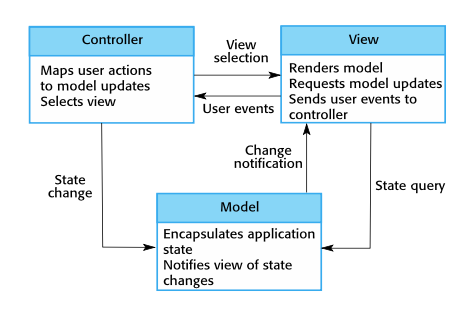 Controller
Maps user actions
to model updates
Selects view
View
selection
User events
View
Renders model
Requests model updates
Sends user events to
controller
State
change
Change
notification
State query
Model
Encapsulates application
state
Notifies view of state
changes